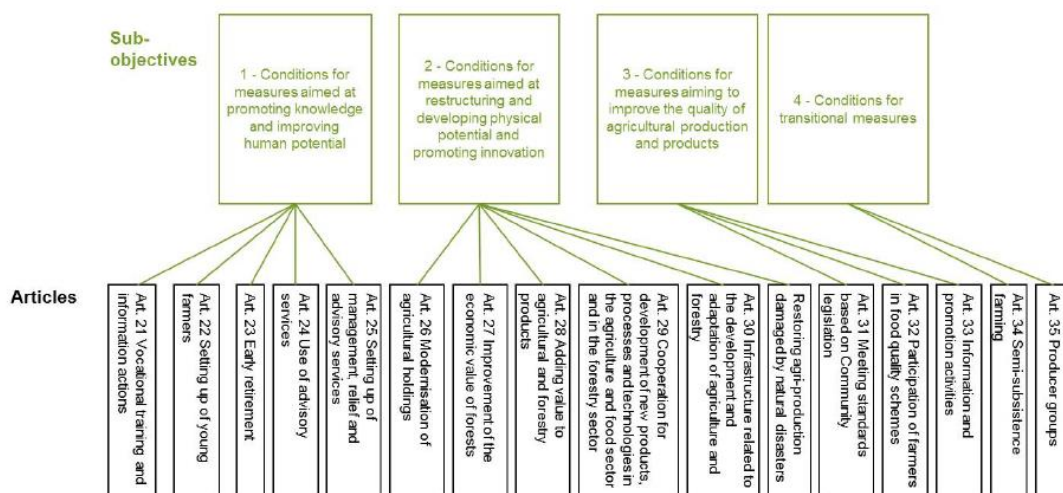 Sub-
objectives
1 - Conditions for
measures aimed at
promoting knowledge
and improving
human potential
2 - Conditions for
measures aimed at
restructuring and
developing physical
potential and
promoting innovation
3 - Conditions for
measures aiming to
improve the quality of
agricultural production
and products
4 - Conditions for
transitional measures
Articles
Art. 21 Vocational training and
information actions
Art. 22 Setting up of young
farmers
Art. 23 Early retirement
Art. 24 Use of advisory
services
Art. 25 Setting up of
management, relief and
advisory services
Art. 26 Modernisation of
agricultural holdings
Art. 27 Improvement of the
economic value of forests
Art. 28 Adding value to
agricultural and forestry
products
Art. 29 Cooperation for
development of new products,
processes and technologies in
the agriculture and food sector
and in the forestry sector
Art. 30 Infrastructure related to
the development and
adaptation of agriculture and
forestry
Restoring agri-production
damaged by natural disasters
Art. 31 Meeting standards
based on Community
legislation
Art. 32 Participation of farmers
in food quality schemes
Art. 33 Information and
promotion activities
Art. 34 Semi-subsistence
farming
Art. 35 Producer groups